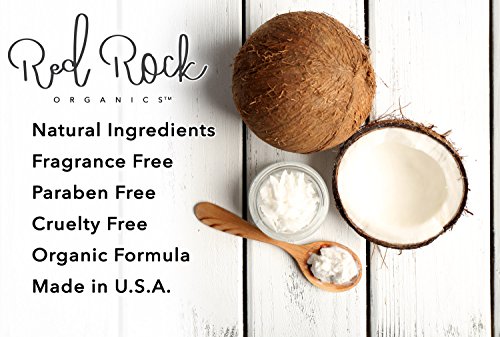 Red Rock
ORGANICS™
Natural Ingredients
Fragrance Free
Paraben Free
Cruelty Free
Organic Formula
Made in U.S.A.